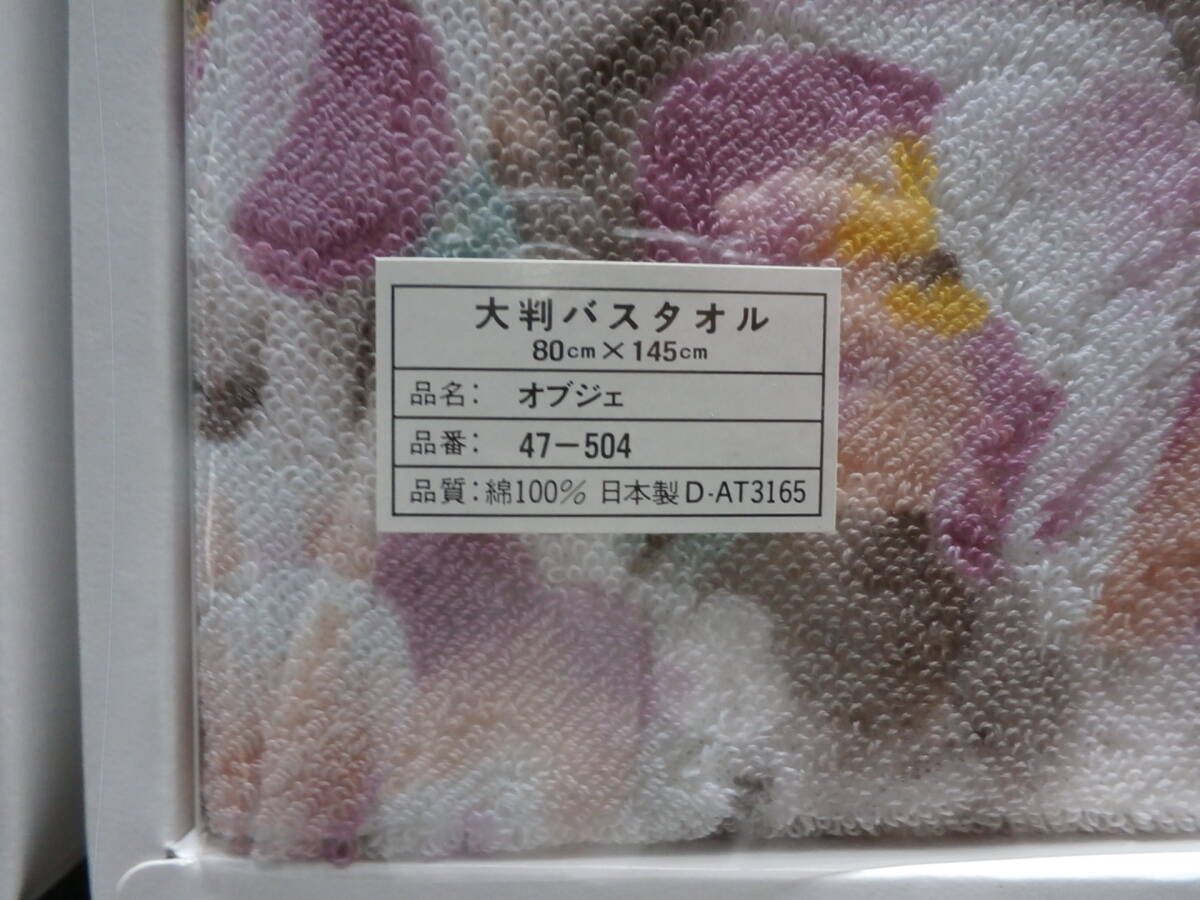 大判バスタオル
80cm×145cm
品名： オブジェ
品番： 47-504
品質：綿100% 日本製 D-AT3165